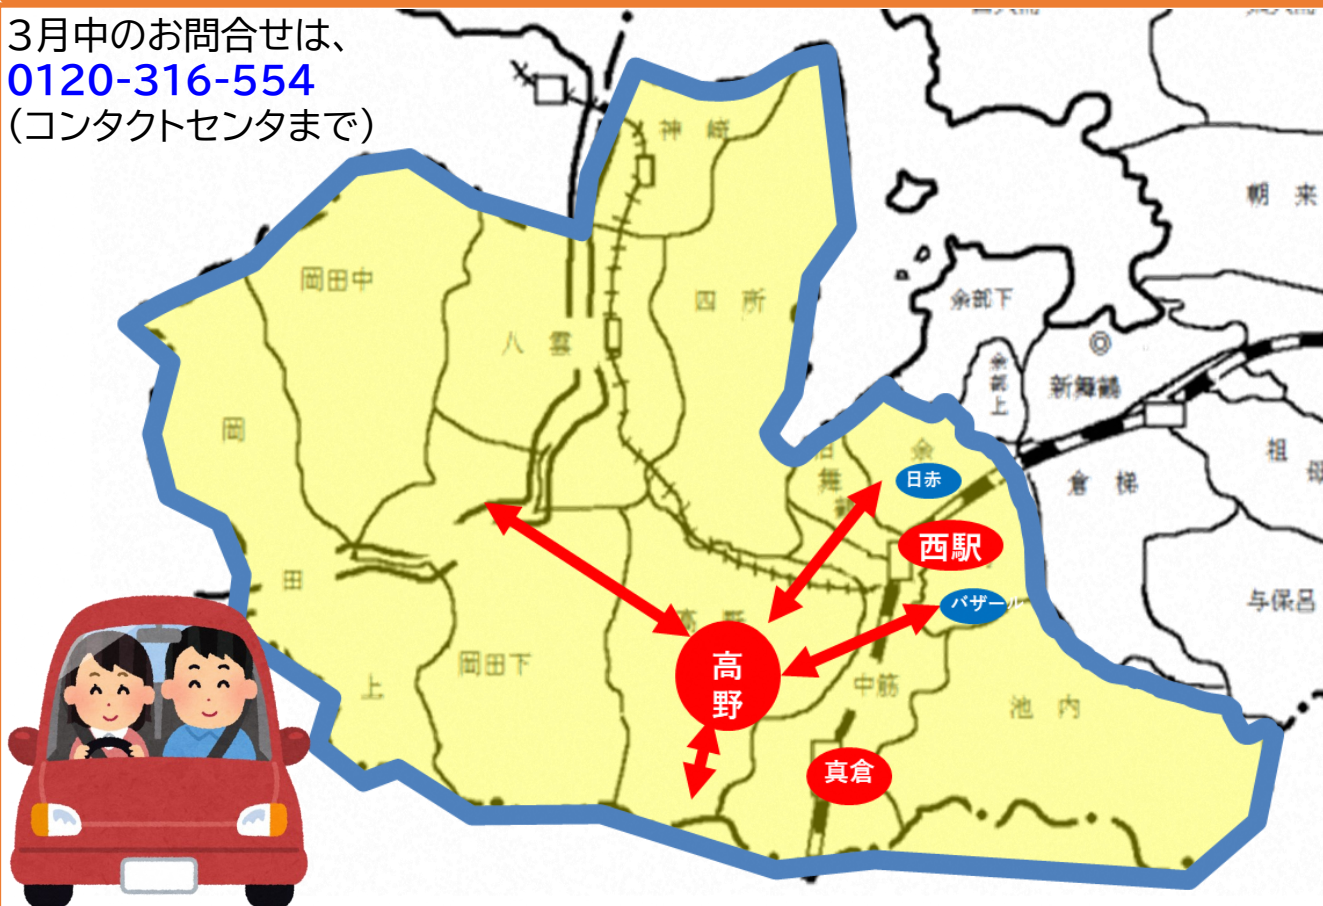 3月中のお問合せは、
0120-316-554
(コンタクトセンタまで)
神崎
朝来
岡田中
四所
余部下
八雲
余部上
新舞鶴
岡
余
祖
日赤
倉梯
西駅
田
バザール
与保呂
高野
岡田下
上
中筋
池内
真倉